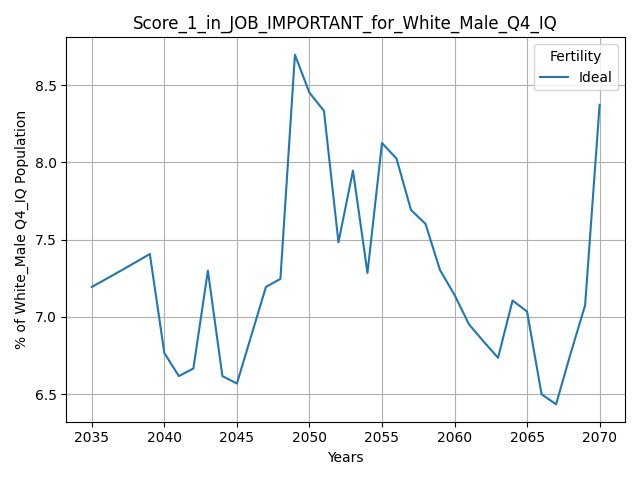 Score_1_in_JOB_IMPORTANT_for_White_Male_Q4_IQ
Fertility
Ideal
% of White_Male Q4_IQ Population
8.5
8.0
7.5
7.0
6.5
2035 2040 2045 2050 2055 2060 2065 2070
Years